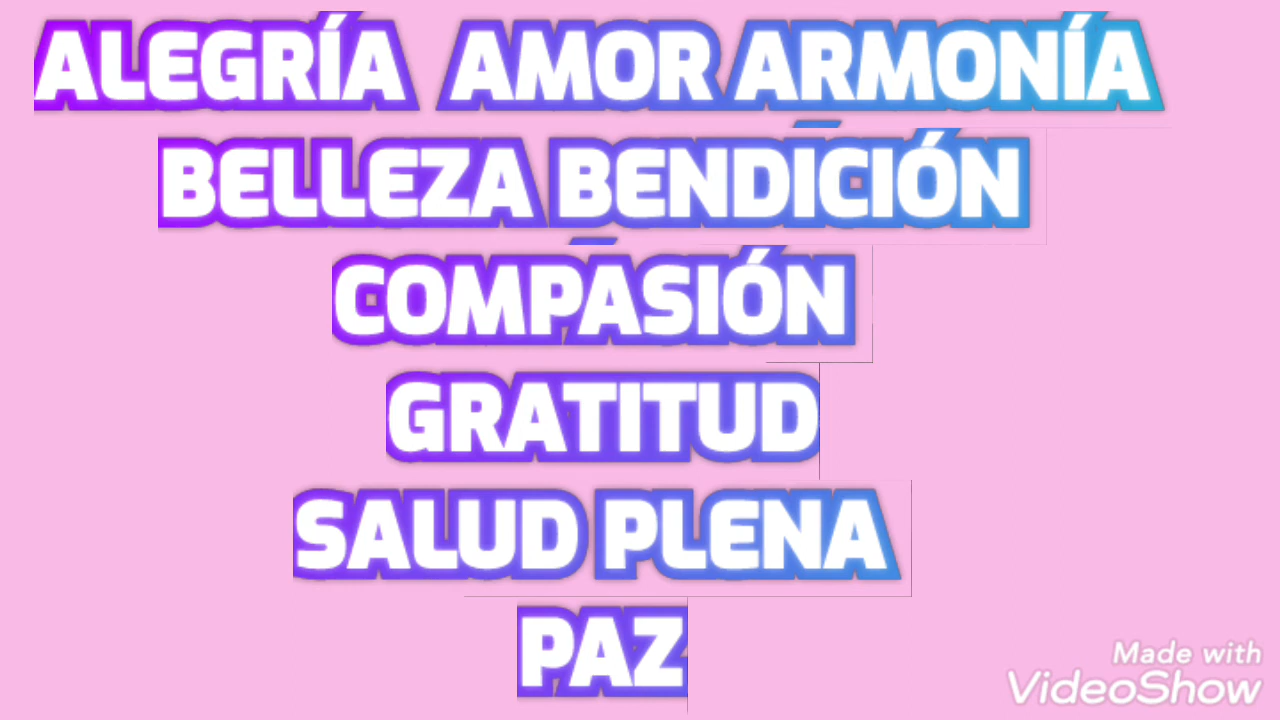 ALEGRÍA AMOR ARMONÍA
BELLEZA BENDICIÓN
COMPASIÓN
GRATITUD
SALUD PLENA
PAZ
Made with
VideoShow